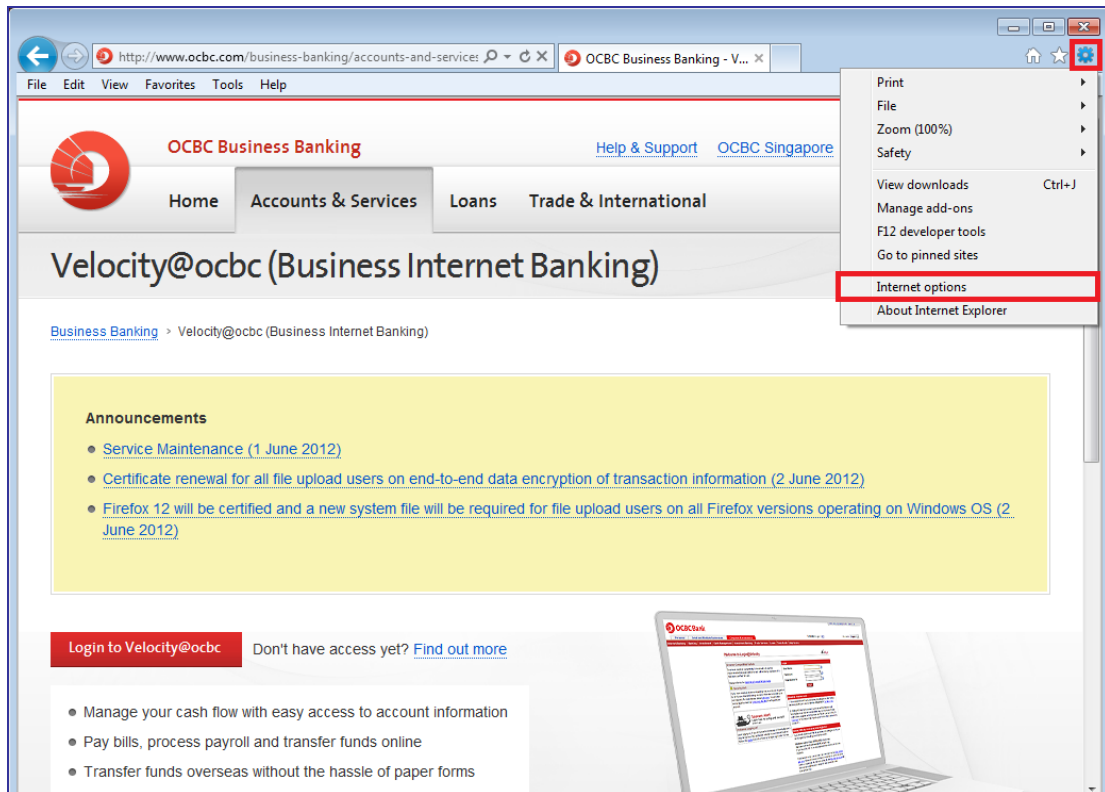 http://www.ocbc.com/business-banking/accounts-and-services
OCBC Business Banking - V...
File Edit View Favorites Tools Help
Print
File
Zoom (100%)
Safety
View downloads Ctrl+J
Manage add-ons
F12 developer tools
Go to pinned sites
Internet options
About Internet Explorer
OCBC Business Banking
Help & Support OCBC Singapore
Home Accounts & Services Loans Trade & International
Velocity@ocbc (Business Internet Banking)
Business Banking > Velocity@ocbc (Business Internet Banking)
Announcements
Service Maintenance (1 June 2012)
Certificate renewal for all file upload users on end-to-end data encryption of transaction information (2 June 2012)
Firefox 12 will be certified and a new system file will be required for file upload users on all Firefox versions operating on Windows OS (2
June 2012)
Login to Velocity@ocbc Don't have access yet? Find out more
Manage your cash flow with easy access to account information
Pay bills, process payroll and transfer funds online
Transfer funds overseas without the hassle of paper forms
OCBC Bank